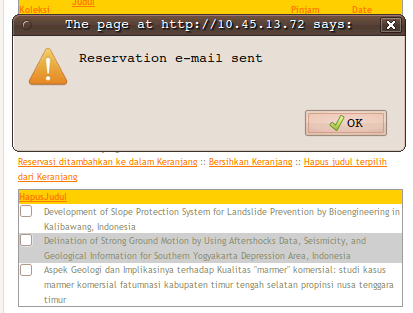 Judul
Koleksi Pinjam Date
The page at http://10.45.13.72 says:
Reservation e-mail sent
OK
Reservasi ditambahkan ke dalam Keranjang :: Bersihkan Keranjang :: Hapus judul terpilih
dari Keranjang
HapusJudul
Development of Slope Protection System for Landslide Prevention by Bioengineering in
Kalibawang, Indonesia
Delination of Strong Ground Motion by Using Aftershocks Data, Seismicity, and
Geological Information for Southern Yogyakarta Depression Area, Indonesia
Aspek Geologi dan Implikasinya terhadap Kualitas "marmer" komersial: studi kasus
marmer komersial fatumnasi kabupaten timur tengah selatan propinsi nusa tenggara
timur